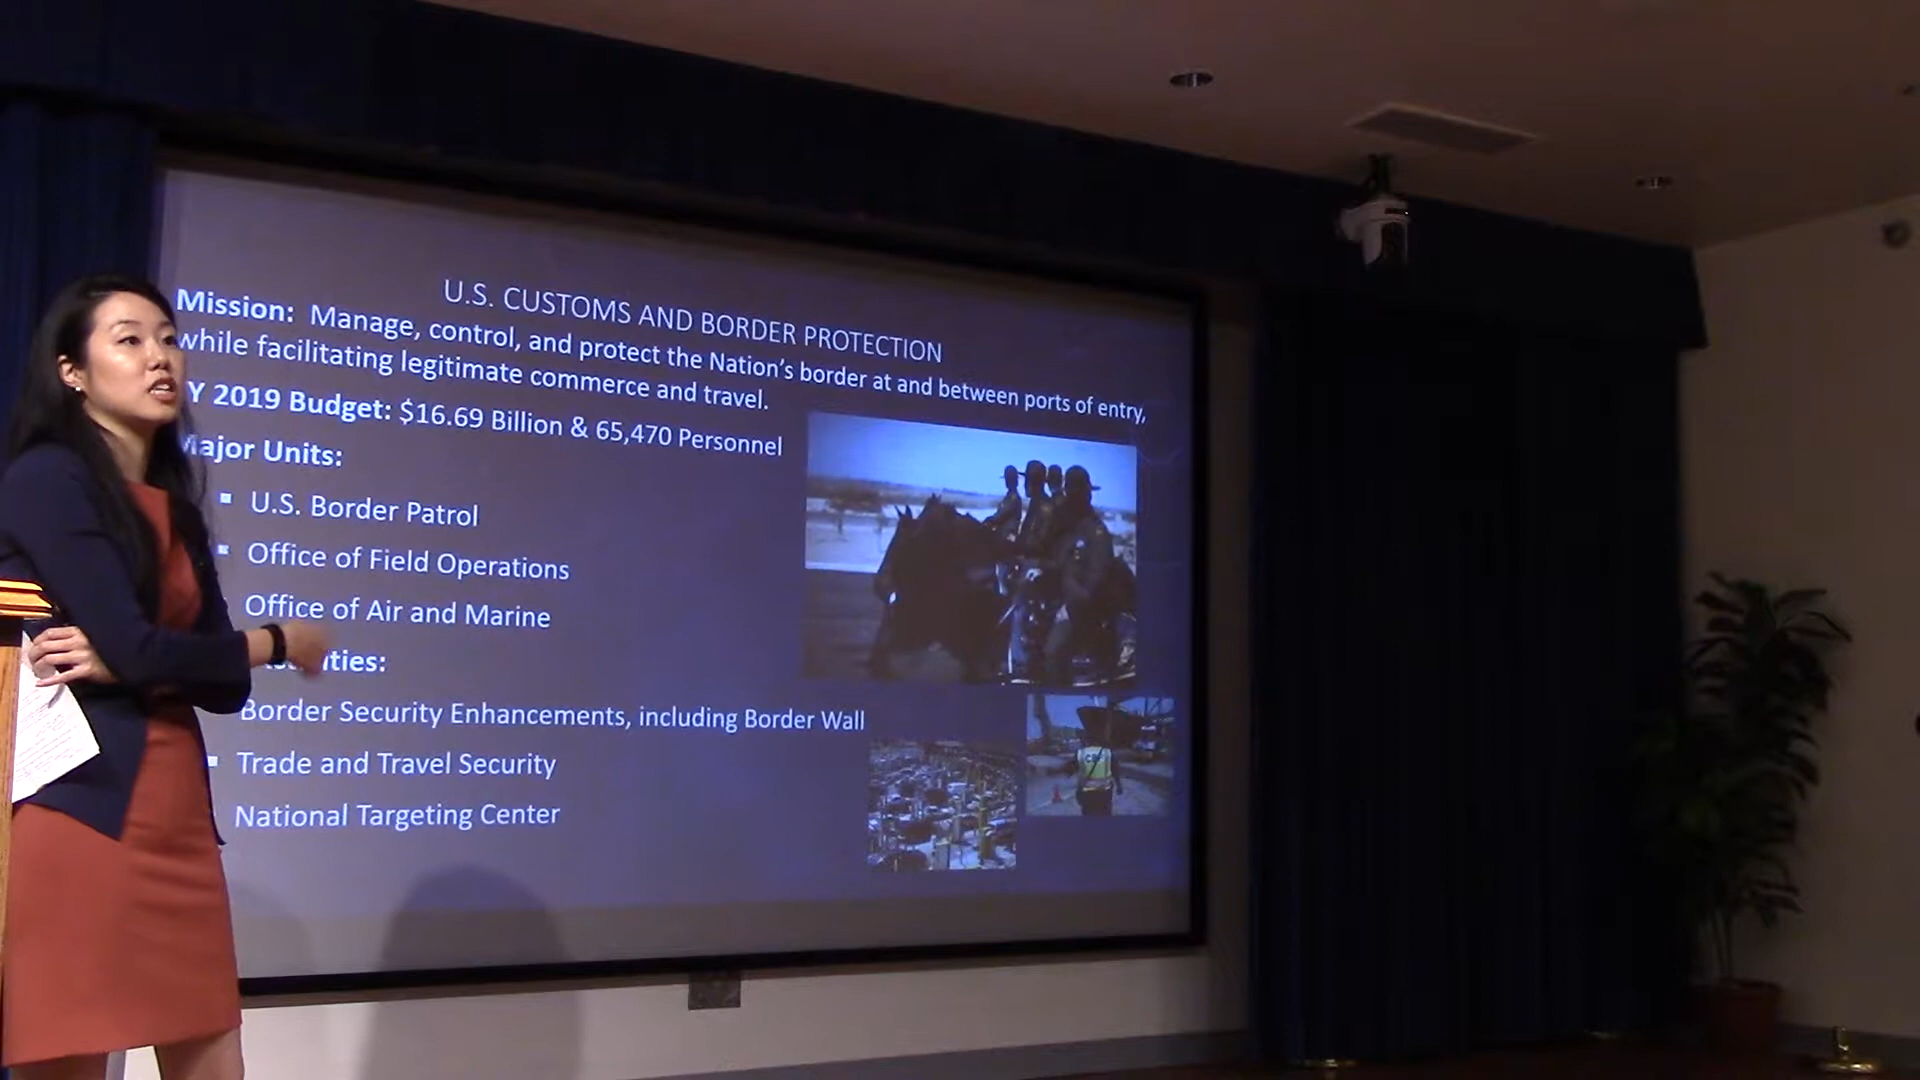 U.S. CUSTOMS AND BORDER PROTECTION
Mission: Manage, control, and protect the Nation's border at and between ports of entry,
while facilitating legitimate commerce and travel.
Y 2019 Budget: $16.69 Billion & 65,470 Personnel
Major Units:
▪ U.S. Border Patrol
▪ Office of Field Operations
Office of Air and Marine
ities:
Border Security Enhancements, including Border Wall
▪ Trade and Travel Security
National Targeting Center